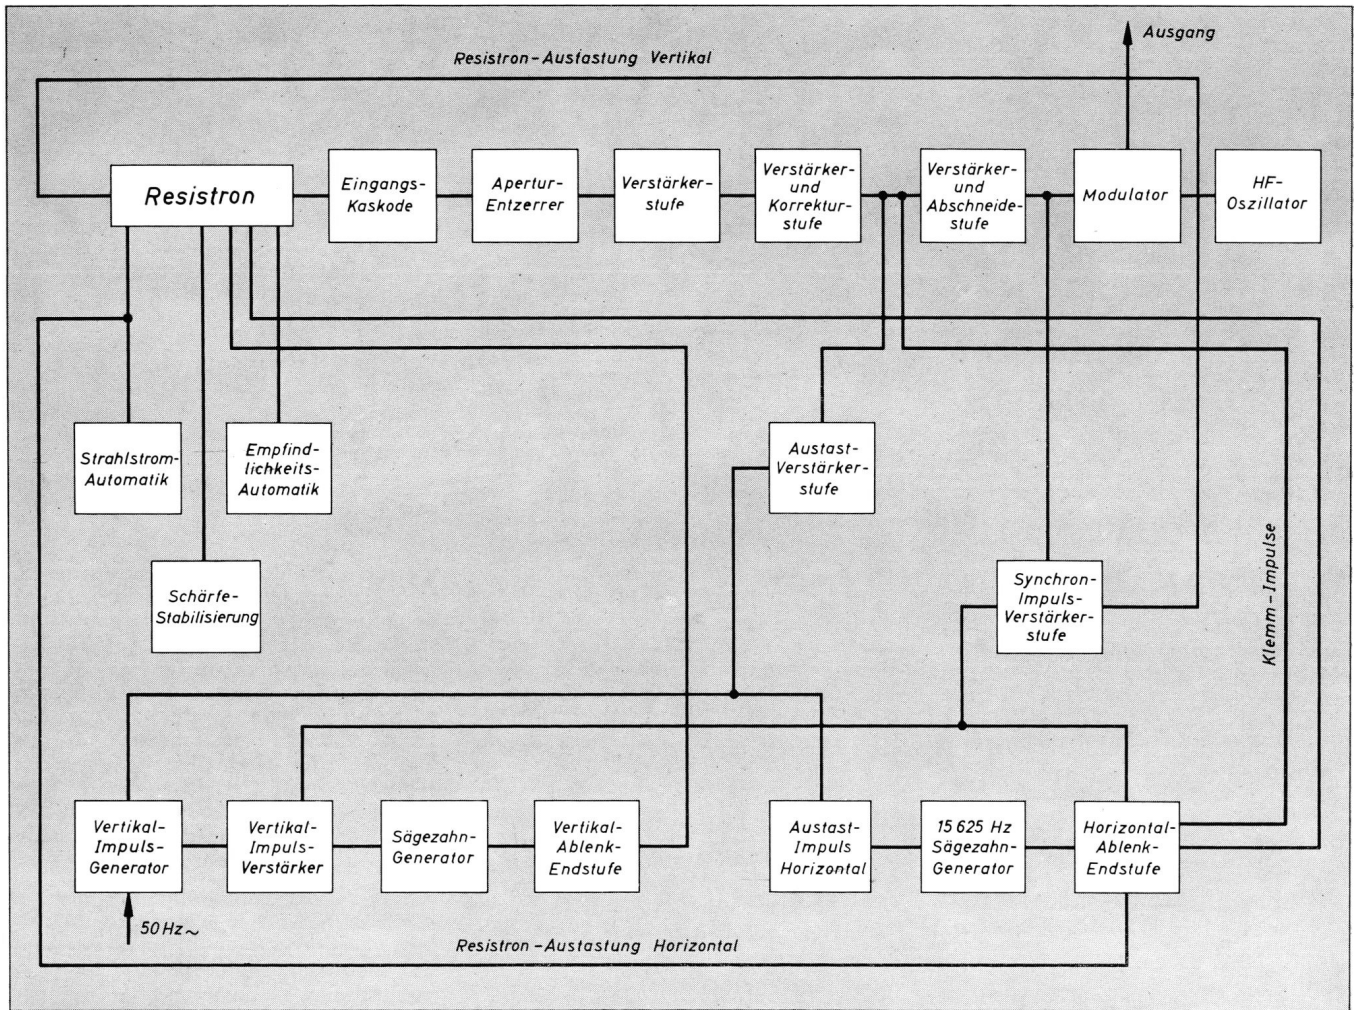 Ausgang
Resistron-Austastung Vertikal
Resistron
Eingangs-
Kaskode
Apertur-
Entzerrer
Verstärker-
stufe
Verstärker-
und
Korrektur-
stufe
Verstärker-
und
Abschneide-
stufe
Modulator
HF-
Oszillator
Strahlstrom-
Automatik
Empfind-
lichkeits-
Automatik
Austast-
Verstärker-
stufe
Schärfe-
Stabilisierung
Synchron-
Impuls-
Verstärker-
stufe
Klemm-Impulse
Vertikal-
Impuls-
Generator
Vertikal-
Impuls-
Verstärker
Sägezahn-
Generator
Vertikal-
Ablenk-
Endstufe
Austast-
Impuls
Horizontal
15 625 Hz
Sägezahn-
Generator
Horizontal-
Ablenk-
Endstufe
50 Hz ~
Resistron-Austastung Horizontal